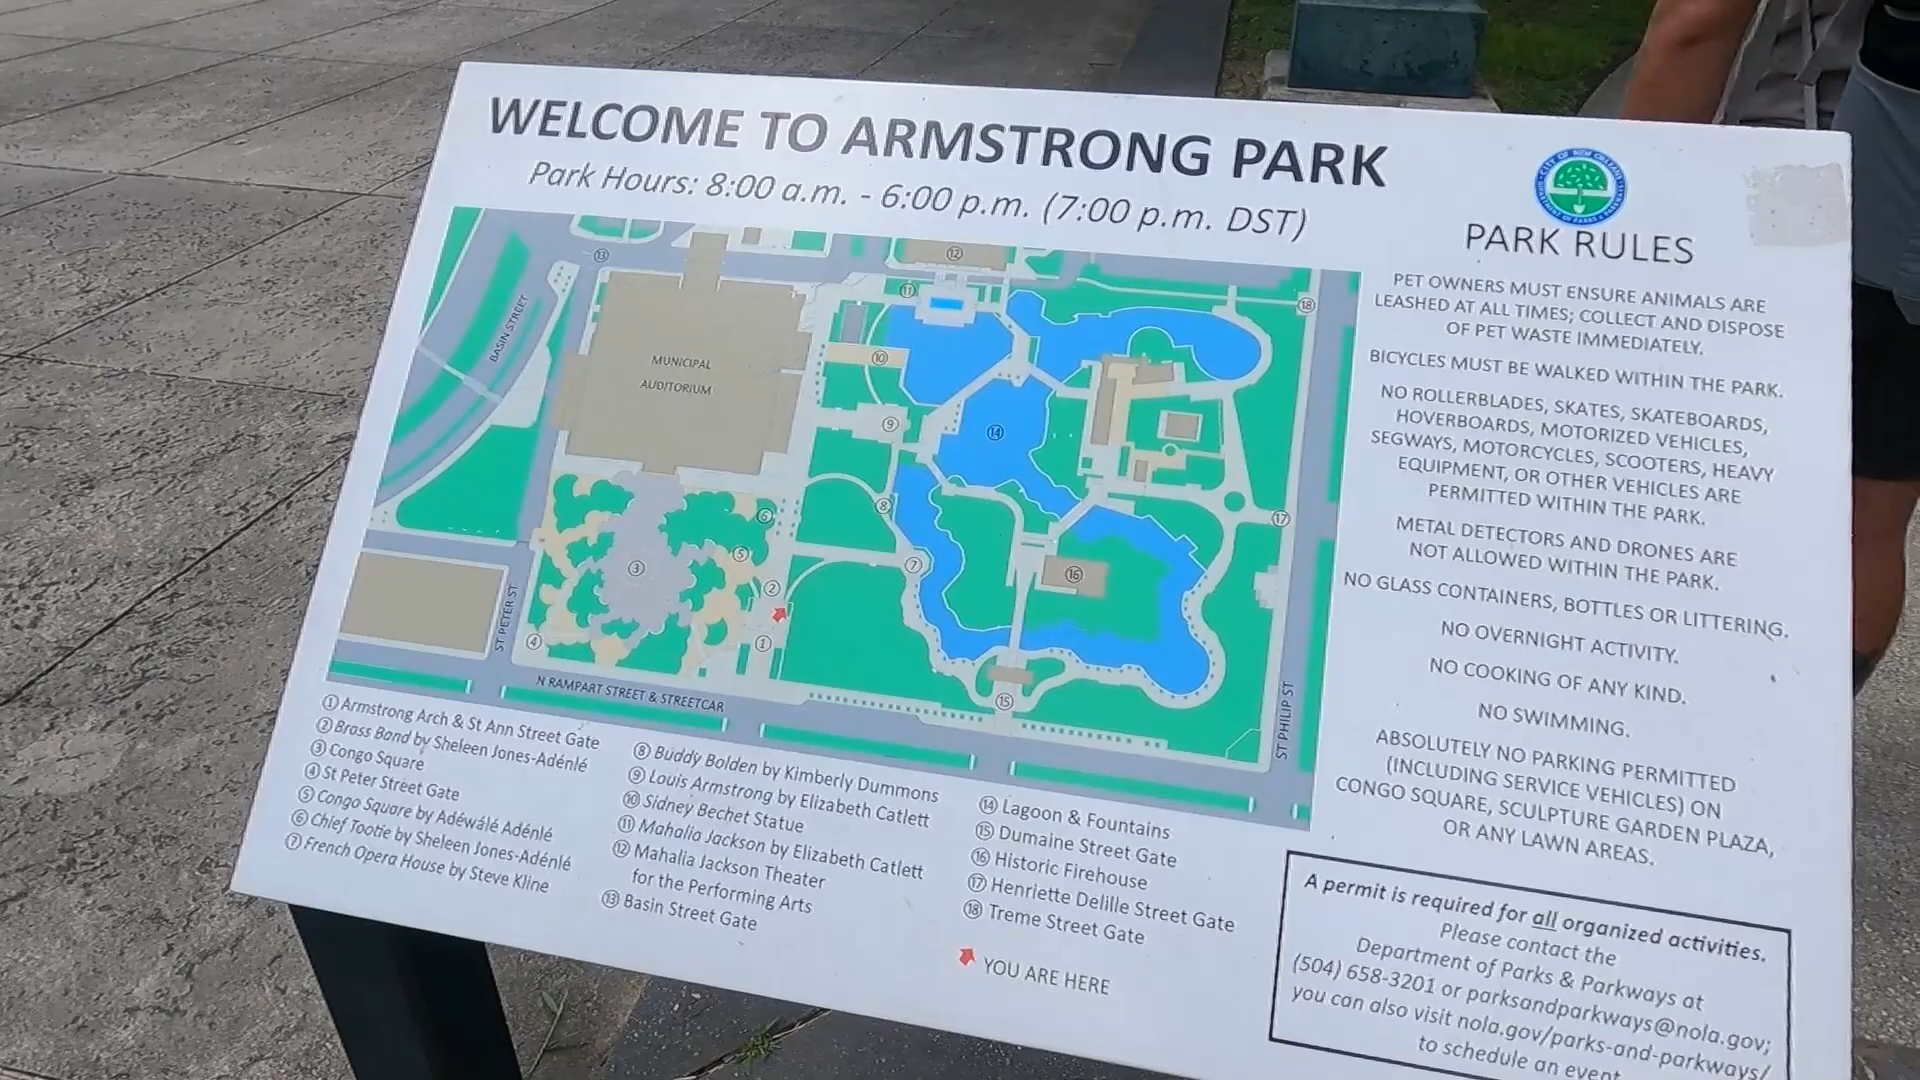 WELCOME TO ARMSTRONG PARK
Park Hours: 8:00 a.m. - 6:00 p.m. (7:00 p.m. DST)
BASIN STREET
MUNICIPAL
AUDITORIUM
ST PETER ST
N RAMPART STREET & STREETCAR
ST PHILIP ST
① Armstrong Arch & St Ann Street Gate
② Brass Band by Sheleen Jones-Adénlé
③ Congo Square
④ St Peter Street Gate
⑤ Congo Square by Adéwálé Adénlé
⑥ Chief Tootie by Sheleen Jones-Adénlé
⑦ French Opera House by Steve Kline
⑧ Buddy Bolden by Kimberly Dummons
⑨ Louis Armstrong by Elizabeth Catlett
⑩ Sidney Bechet Statue
⑪ Mahalia Jackson by Elizabeth Catlett
⑫ Mahalia Jackson Theater
for the Performing Arts
⑬ Basin Street Gate
⑭ Lagoon & Fountains
⑮ Dumaine Street Gate
⑯ Historic Firehouse
⑰ Henriette Delille Street Gate
⑱ Treme Street Gate
YOU ARE HERE
CITY OF NEW ORLEANS
PARK RULES
PET OWNERS MUST ENSURE ANIMALS ARE
LEASHED AT ALL TIMES; COLLECT AND DISPOSE
OF PET WASTE IMMEDIATELY.
BICYCLES MUST BE WALKED WITHIN THE PARK.
NO ROLLERBLADES, SKATES, SKATEBOARDS,
HOVERBOARDS, MOTORIZED VEHICLES,
SEGWAYS, MOTORCYCLES, SCOOTERS, HEAVY
EQUIPMENT, OR OTHER VEHICLES ARE
PERMITTED WITHIN THE PARK.
METAL DETECTORS AND DRONES ARE
NOT ALLOWED WITHIN THE PARK.
NO GLASS CONTAINERS, BOTTLES OR LITTERING.
NO OVERNIGHT ACTIVITY.
NO COOKING OF ANY KIND.
NO SWIMMING.
ABSOLUTELY NO PARKING PERMITTED
(INCLUDING SERVICE VEHICLES) ON
CONGO SQUARE, SCULPTURE GARDEN PLAZA,
OR ANY LAWN AREAS.
A permit is required for all organized activities.
Please contact the
Department of Parks & Parkways at
(504) 658-3201 or parksandparkways@nola.gov;
you can also visit nola.gov/parks-and-parkways/
to schedule an event